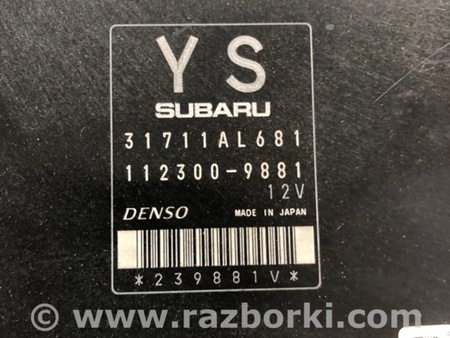 YS
SUBARU
31711AL681
112300-9881
12V
DENSO MADE IN JAPAN
*239881V*
© www.razborki.com